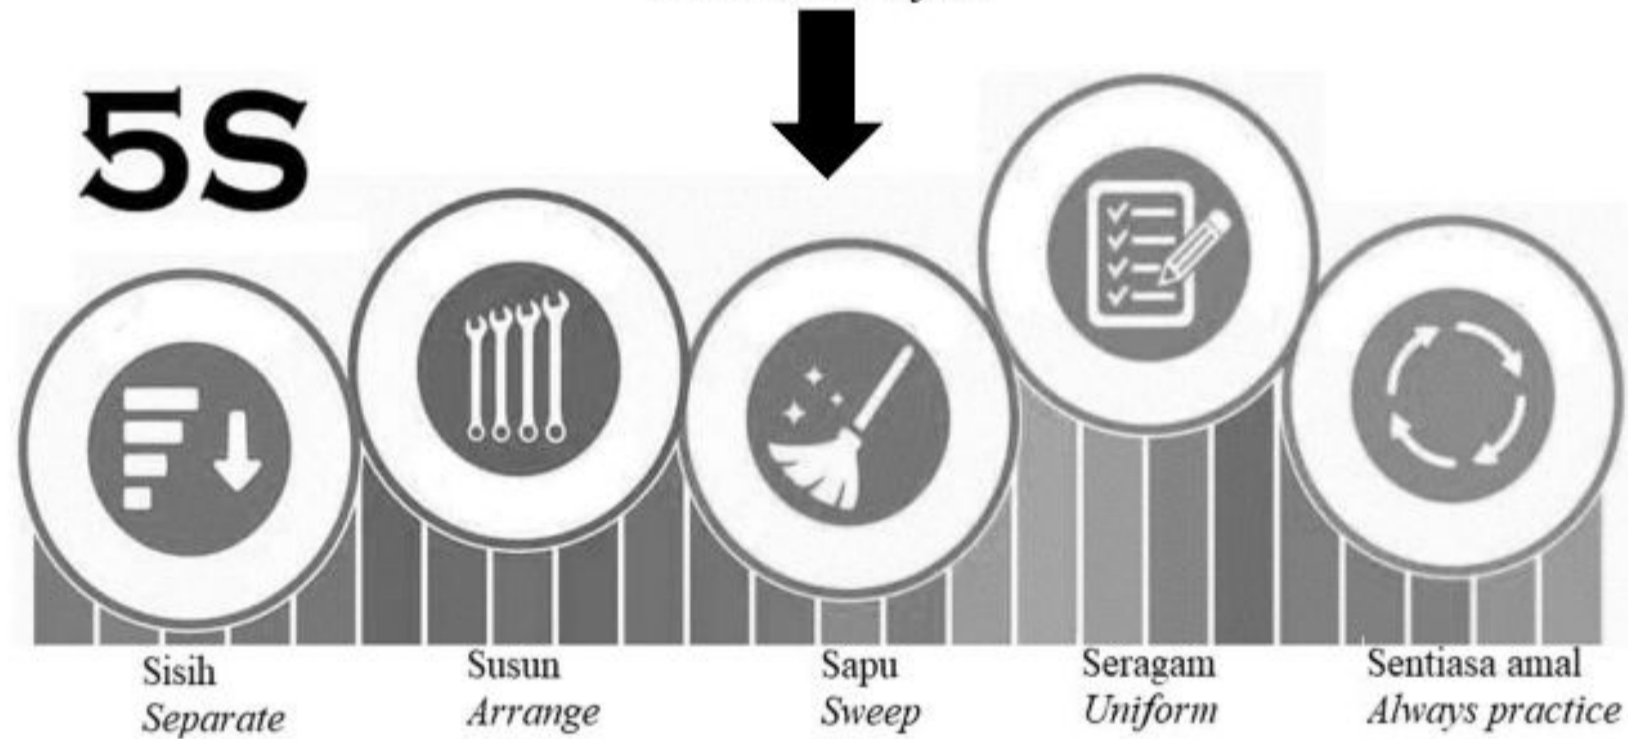 5S
Sisih
Separate
Susun
Arrange
Sapu
Sweep
Seragam
Uniform
Sentiasa amal
Always practice